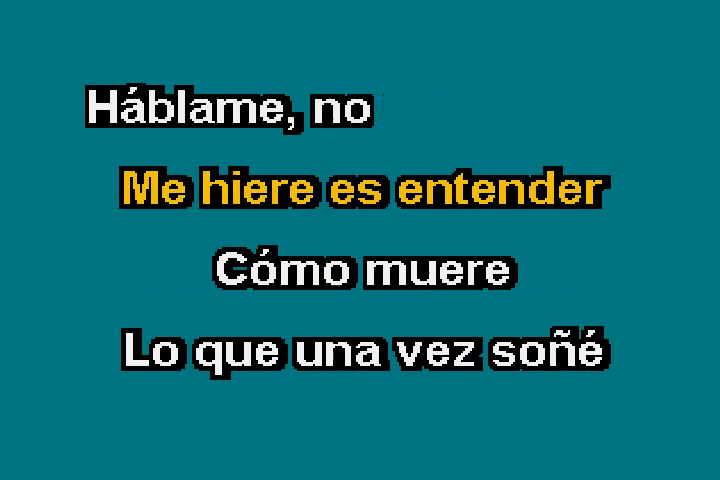 Háblame, no
Me hiere es entender
Cómo muere
Lo que una vez soñé